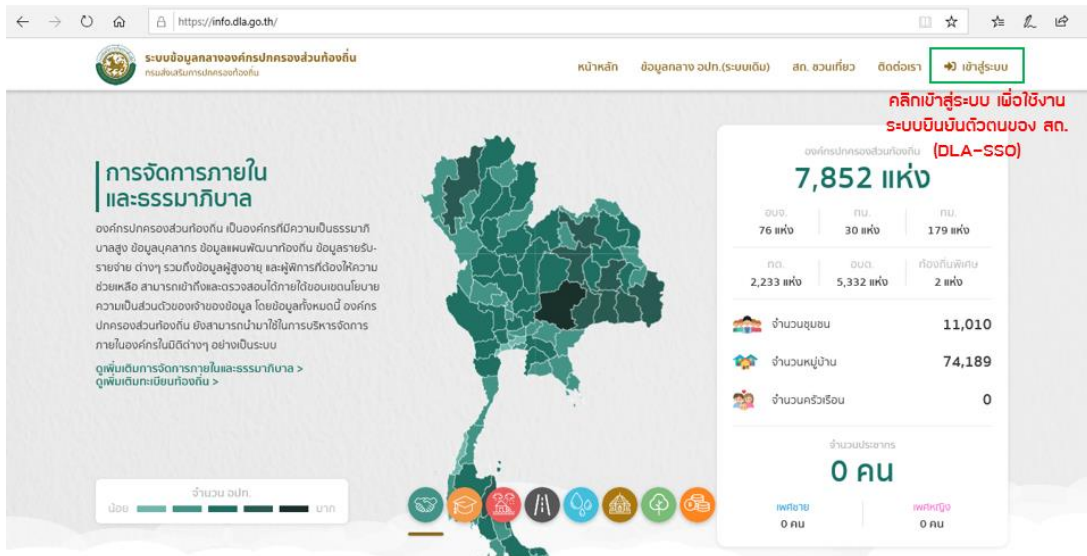 https://info.dla.go.th/
ระบบข้อมูลกลางองค์กรปกครองส่วนท้องถิ่น
กรมส่งเสริมการปกครองท้องถิ่น
หน้าหลัก ข้อมูลกลาง อปท.(ระบบเดิม) สถ. ชวนเที่ยว ติดต่อเรา เข้าสู่ระบบ
คลิกเข้าสู่ระบบ เพื่อใช้งาน
ระบบยืนยันตัวตนของ สถ.
(DLA-SSO)
การจัดการภายใน
และธรรมาภิบาล
องค์กรปกครองส่วนท้องถิ่น เป็นองค์กรที่มีความเป็นธรรมาภิ
บาลสูง ข้อมูลบุคลากร ข้อมูลแผนพัฒนาท้องถิ่น ข้อมูลรายรับ-
รายจ่าย ต่างๆ รวมถึงข้อมูลผู้สูงอายุ และผู้พิการที่ต้องให้ความ
ช่วยเหลือ สามารถเข้าถึงและตรวจสอบได้ภายใต้ขอบเขตนโยบาย
ความเป็นส่วนตัวของเจ้าของข้อมูล โดยข้อมูลทั้งหมดนี้ องค์กร
ปกครองส่วนท้องถิ่น ยังสามารถนำมาใช้ในการบริหารจัดการ
ภายในองค์กรในมิติต่างๆ อย่างเป็นระบบ
ดูเพิ่มเติมการจัดการภายในและธรรมาภิบาล >
ดูเพิ่มเติมทะเบียนท้องถิ่น >
จำนวน อปท.
น้อย มาก
องค์กรปกครองส่วนท้องถิ่น
7,852 แห่ง
อบจ. ทน. ทม.
76 แห่ง 30 แห่ง 179 แห่ง
ทต. อบต. ท้องถิ่นพิเศษ
2,233 แห่ง 5,332 แห่ง 2 แห่ง
จำนวนชุมชน 11,010
จำนวนหมู่บ้าน 74,189
จำนวนครัวเรือน 0
จำนวนประชากร
0 คน
เพศชาย เพศหญิง
0 คน 0 คน